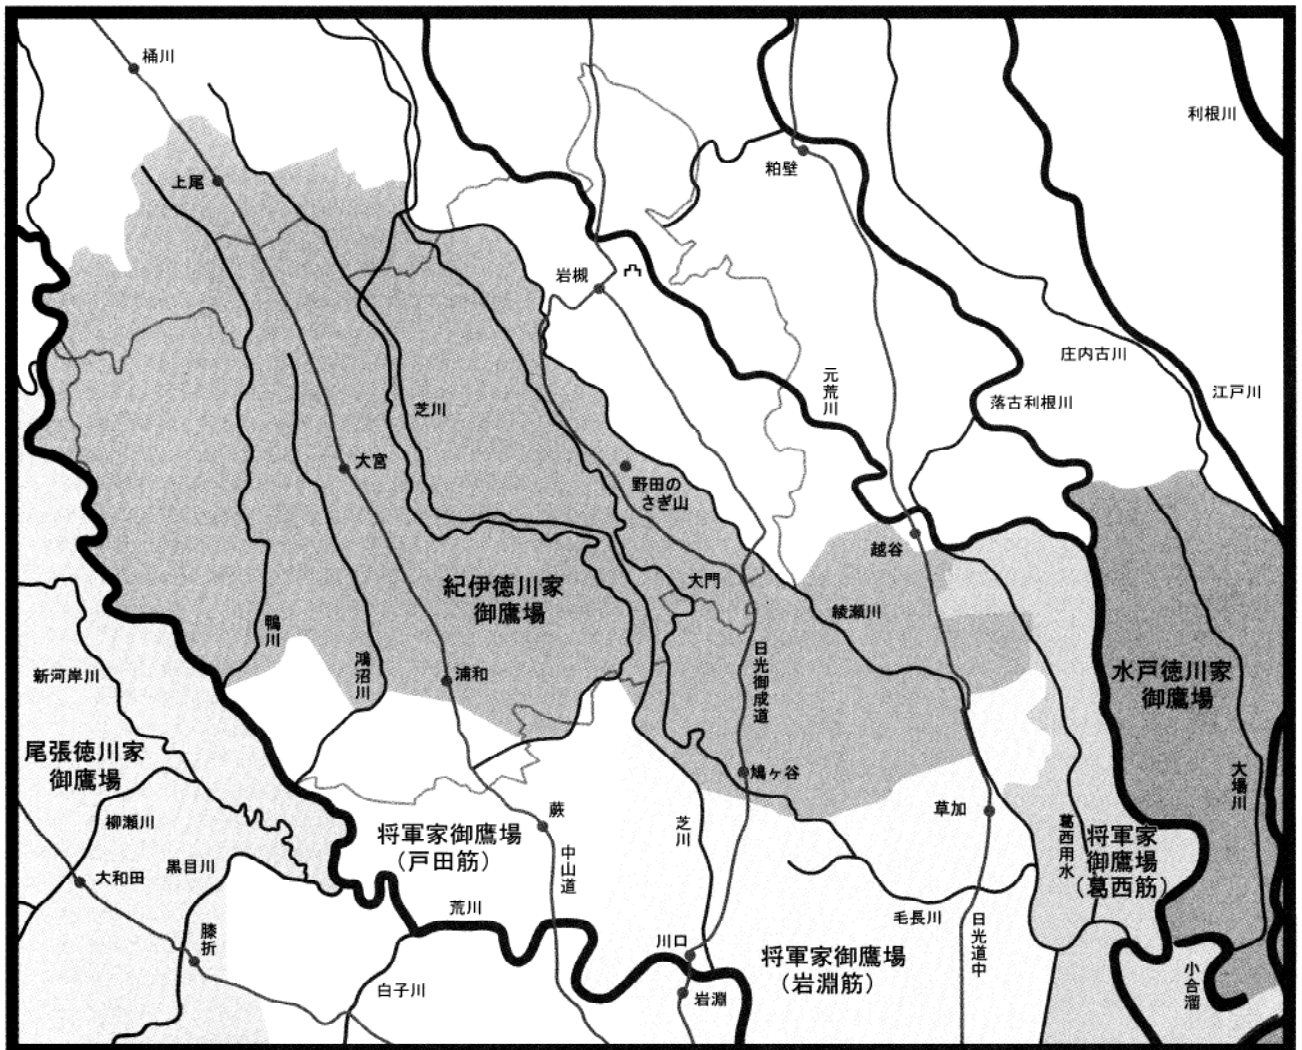 桶川
利根川
上尾
粕壁
岩槻
庄内古川
元荒川
江戸川
落古利根川
芝川
大宮
野田の
さぎ山
越谷
大門
紀伊徳川家
御鷹場
綾瀬川
鴨川
鴻沼川
日光御成道
水戸徳川家
御鷹場
新河岸川
浦和
尾張徳川家
御鷹場
鳩ヶ谷
大場川
草加
柳瀬川
将軍家御鷹場
(戸田筋)
蕨
芝川
葛西用水
将軍家
御鷹場
(葛西筋)
中山道
黒目川
大和田
荒川
毛長川
膝折
川口
将軍家御鷹場
(岩淵筋)
日光道中
小合溜
白子川
岩淵